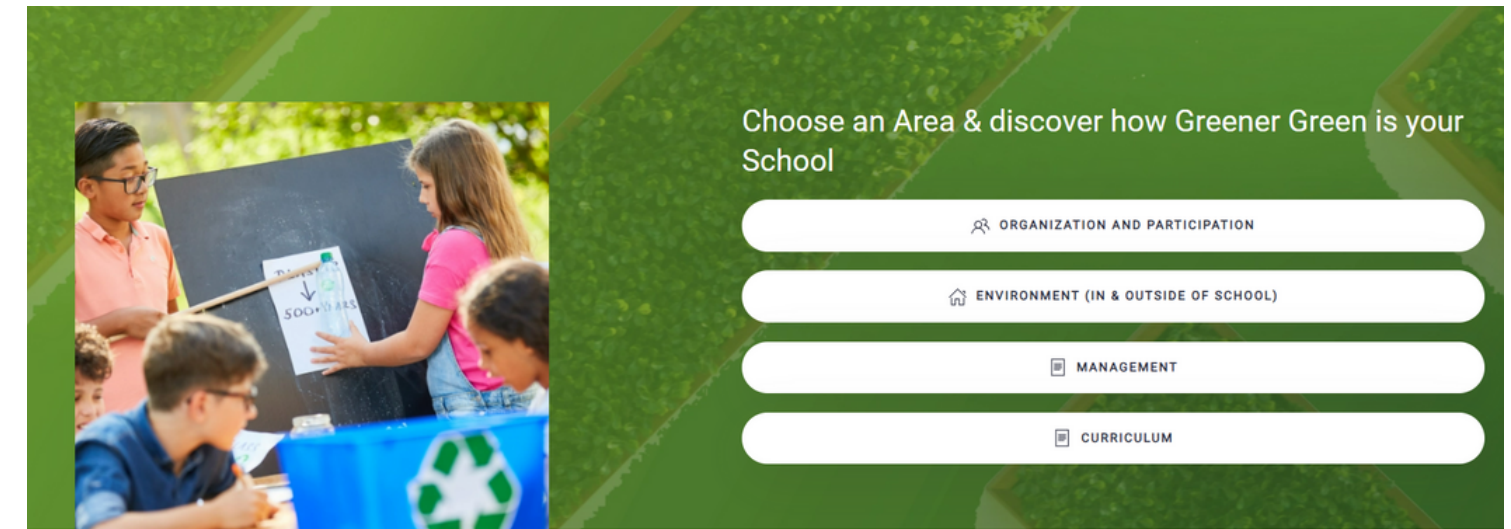 Choose an Area & discover how Greener Green is your
School
ORGANIZATION AND PARTICIPATION
ENVIRONMENT (IN & OUTSIDE OF SCHOOL)
MANAGEMENT
CURRICULUM
500+